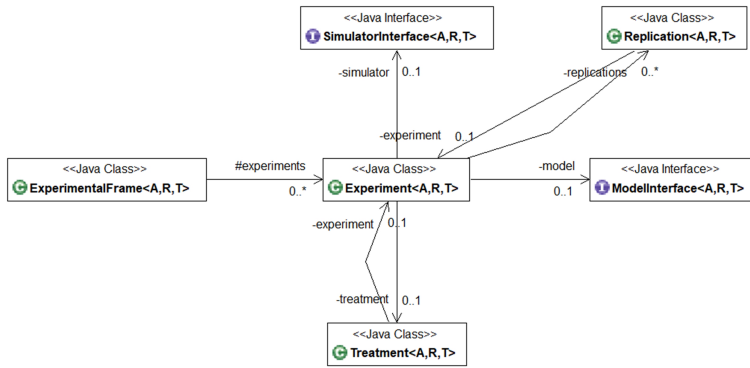 <<Java Interface>>
I SimulatorInterface<A,R,T>
<<Java Class>>
C Replication<A,R,T>
-simulator
0..1
-replications
0..*
-experiment
0..1
<<Java Class>>
C ExperimentalFrame<A,R,T>
#experiments
0..*
<<Java Class>>
C Experiment<A,R,T>
-model
0..1
<<Java Interface>>
I ModelInterface<A,R,T>
-experiment
0..1
-treatment
0..1
<<Java Class>>
C Treatment<A,R,T>